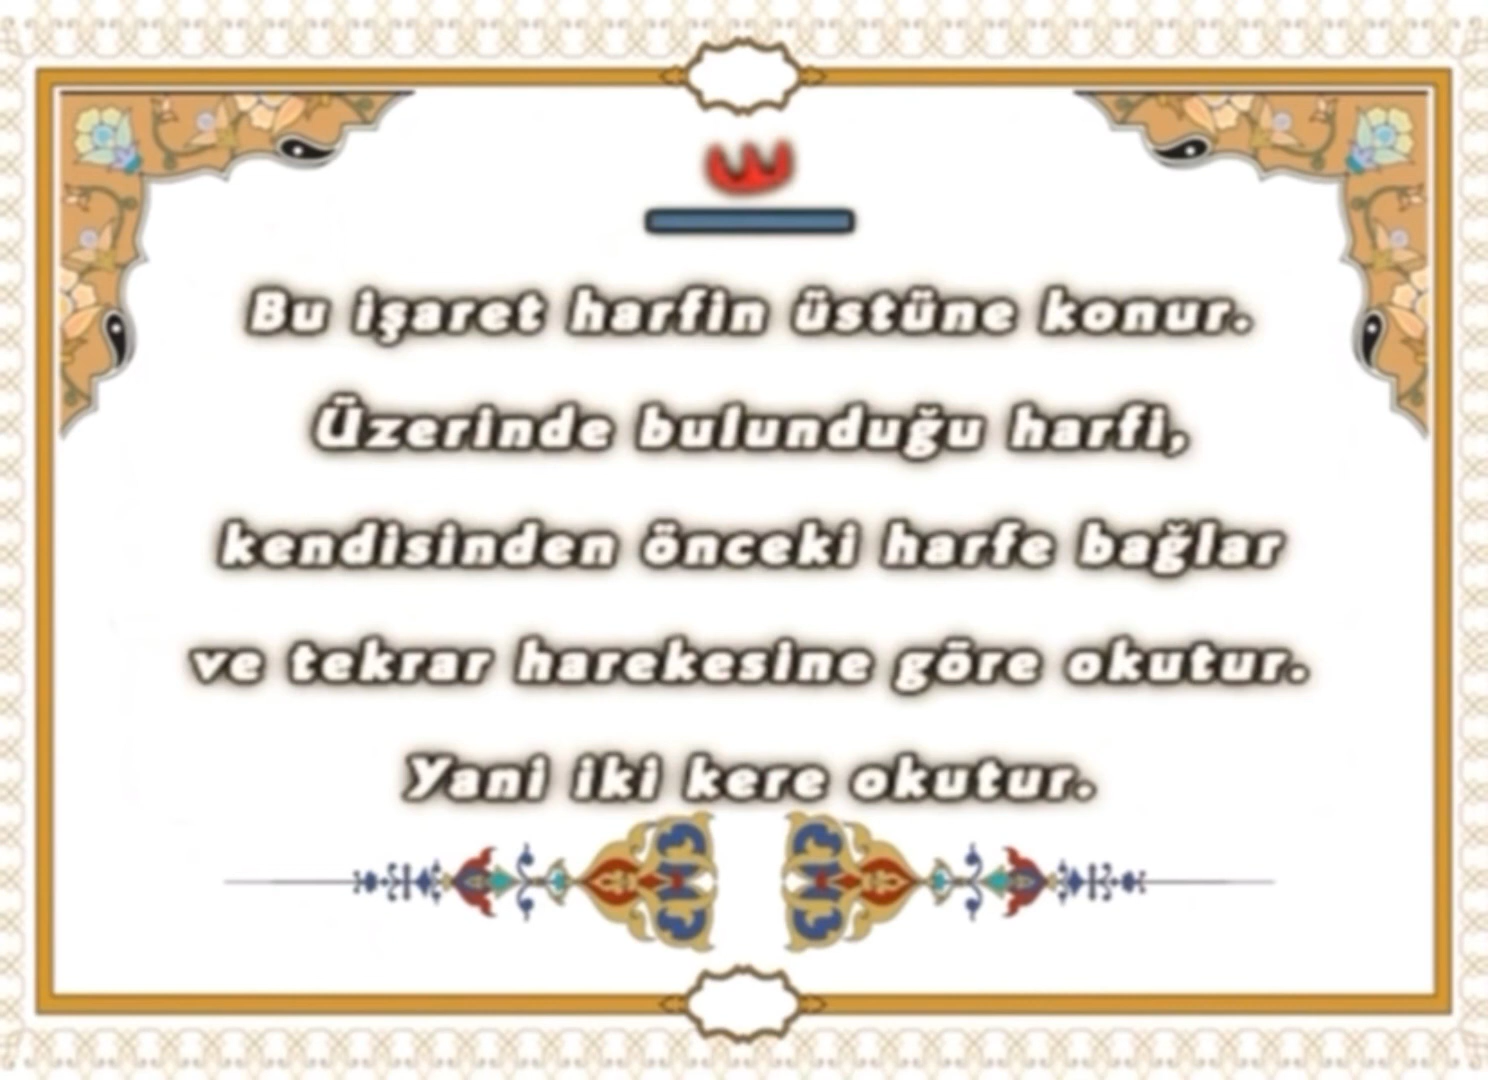 ّ
Bu işaret harfin üstüne konur.
Üzerinde bulunduğu harfi,
kendisinden önceki harfe bağlar
ve tekrar harekesine göre okutur.
Yani iki kere okutur.